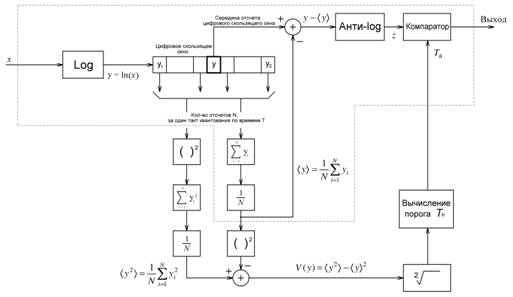 Середина отсчета
цифрового скользящего окна
Цифровое скользящее
окно
x
Log
y = ln(x)
y₁
y
y₂
+
−
y − ⟨y⟩
Анти-log
z
Компаратор
Выход
Tₕ
Кол-во отсчетов N,
за один такт квантования по времени T
( )²
∑ yᵢ
∑ yᵢ²
1/N
⟨y⟩ = 1/N ∑ᵢ₌₁ᴺ yᵢ
1/N
( )²
Вычисление
порога Tₕ
⟨y²⟩ = 1/N ∑ᵢ₌₁ᴺ yᵢ²
+
−
V(y) = ⟨y²⟩ − ⟨y⟩²
²√